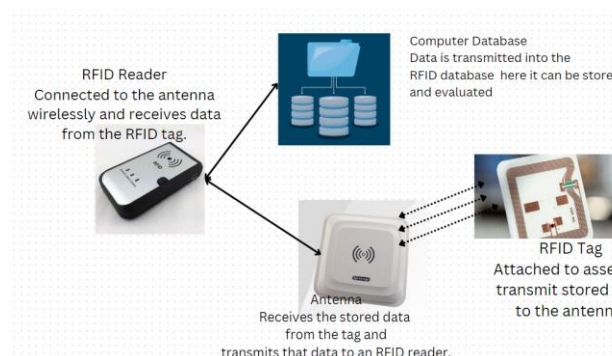 RFID Reader
Connected to the antenna
wirelessly and receives data
from the RFID tag.
Computer Database
Data is transmitted into the
RFID database here it can be store
and evaluated
RFID
Antenna
Receives the stored data
from the tag and
transmits that data to an RFID reader.
RFID Tag
Attached to asse
transmit stored
to the antenn